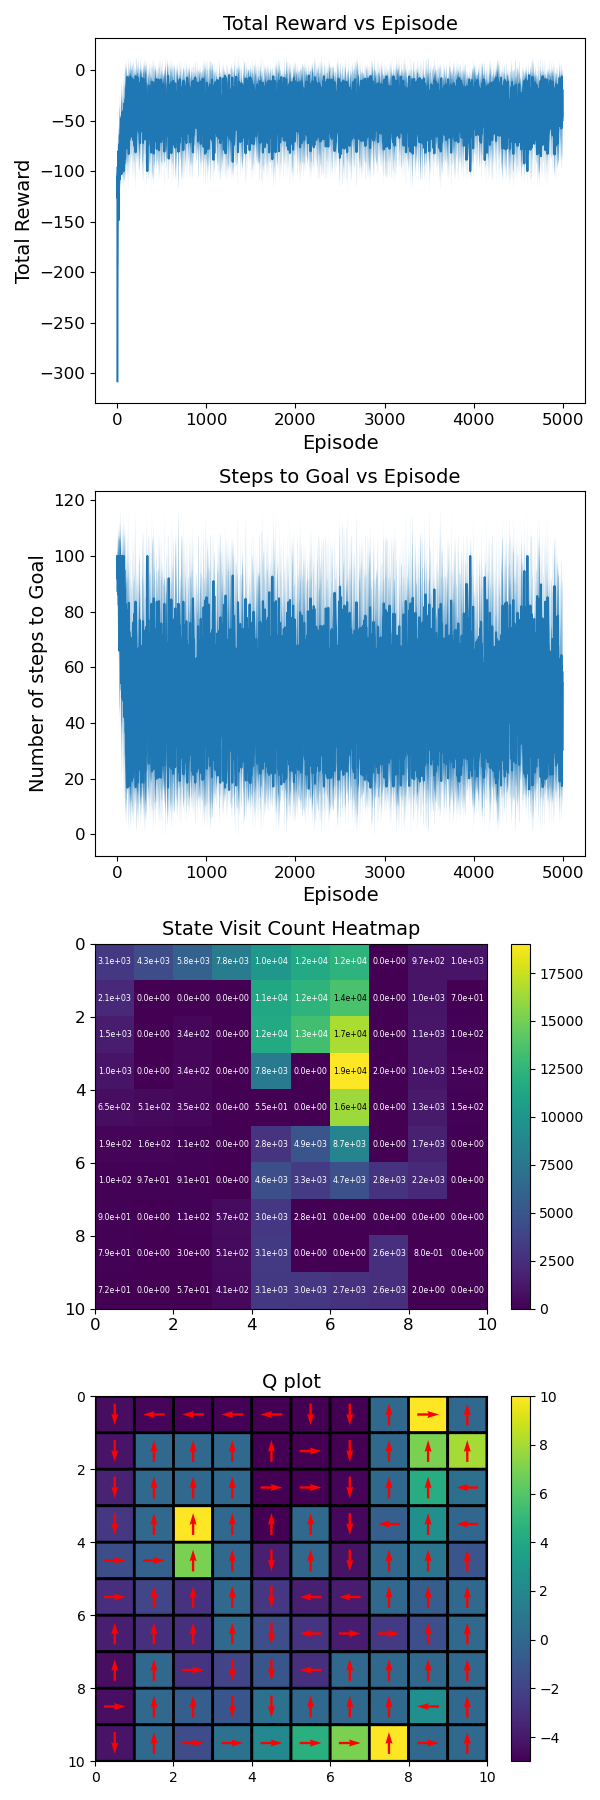 Total Reward vs Episode
0
−50
−100
−150
−200
−250
−300
Total Reward
0 1000 2000 3000 4000 5000
Episode
Steps to Goal vs Episode
120
100
80
60
40
20
0
Number of steps to Goal
0 1000 2000 3000 4000 5000
Episode
State Visit Count Heatmap
0
2
4
6
8
10
3.1e+03 4.3e+03 5.8e+03 7.8e+03 1.0e+04 1.2e+04 1.2e+04 0.0e+00 9.7e+02 1.0e+03
2.1e+03 0.0e+00 0.0e+00 0.0e+00 1.1e+04 1.2e+04 1.4e+04 0.0e+00 1.0e+03 7.0e+01
1.5e+03 0.0e+00 3.4e+02 0.0e+00 1.2e+04 1.3e+04 1.7e+04 0.0e+00 1.1e+03 1.0e+02
1.0e+03 0.0e+00 3.4e+02 0.0e+00 7.8e+03 0.0e+00 1.9e+04 2.0e+00 1.0e+03 1.5e+02
6.5e+02 5.1e+02 3.5e+02 0.0e+00 5.5e+01 0.0e+00 1.6e+04 0.0e+00 1.3e+03 1.5e+02
1.9e+02 1.6e+02 1.1e+02 0.0e+00 2.8e+03 4.9e+03 8.7e+03 0.0e+00 1.7e+03 0.0e+00
1.0e+02 9.7e+01 9.1e+01 0.0e+00 4.6e+03 3.3e+03 4.7e+03 2.8e+03 2.2e+03 0.0e+00
9.0e+01 0.0e+00 1.1e+02 5.7e+02 3.0e+03 2.8e+01 0.0e+00 0.0e+00 0.0e+00 0.0e+00
7.9e+01 0.0e+00 3.0e+00 5.1e+02 3.1e+03 0.0e+00 0.0e+00 2.6e+03 8.0e-01 0.0e+00
7.2e+01 0.0e+00 5.7e+01 4.1e+02 3.1e+03 3.0e+03 2.7e+03 2.6e+03 2.0e+00 0.0e+00
0 2 4 6 8 10
17500
15000
12500
10000
7500
5000
2500
0
Q plot
0
2
4
6
8
10
0 2 4 6 8 10
10
8
6
4
2
0
−2
−4